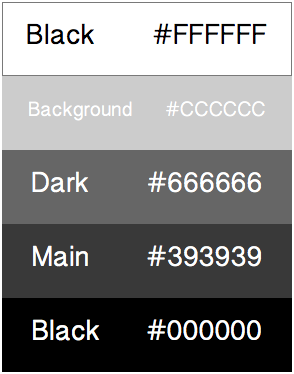 Black #FFFFFF
Background #CCCCCC
Dark #666666
Main #393939
Black #000000